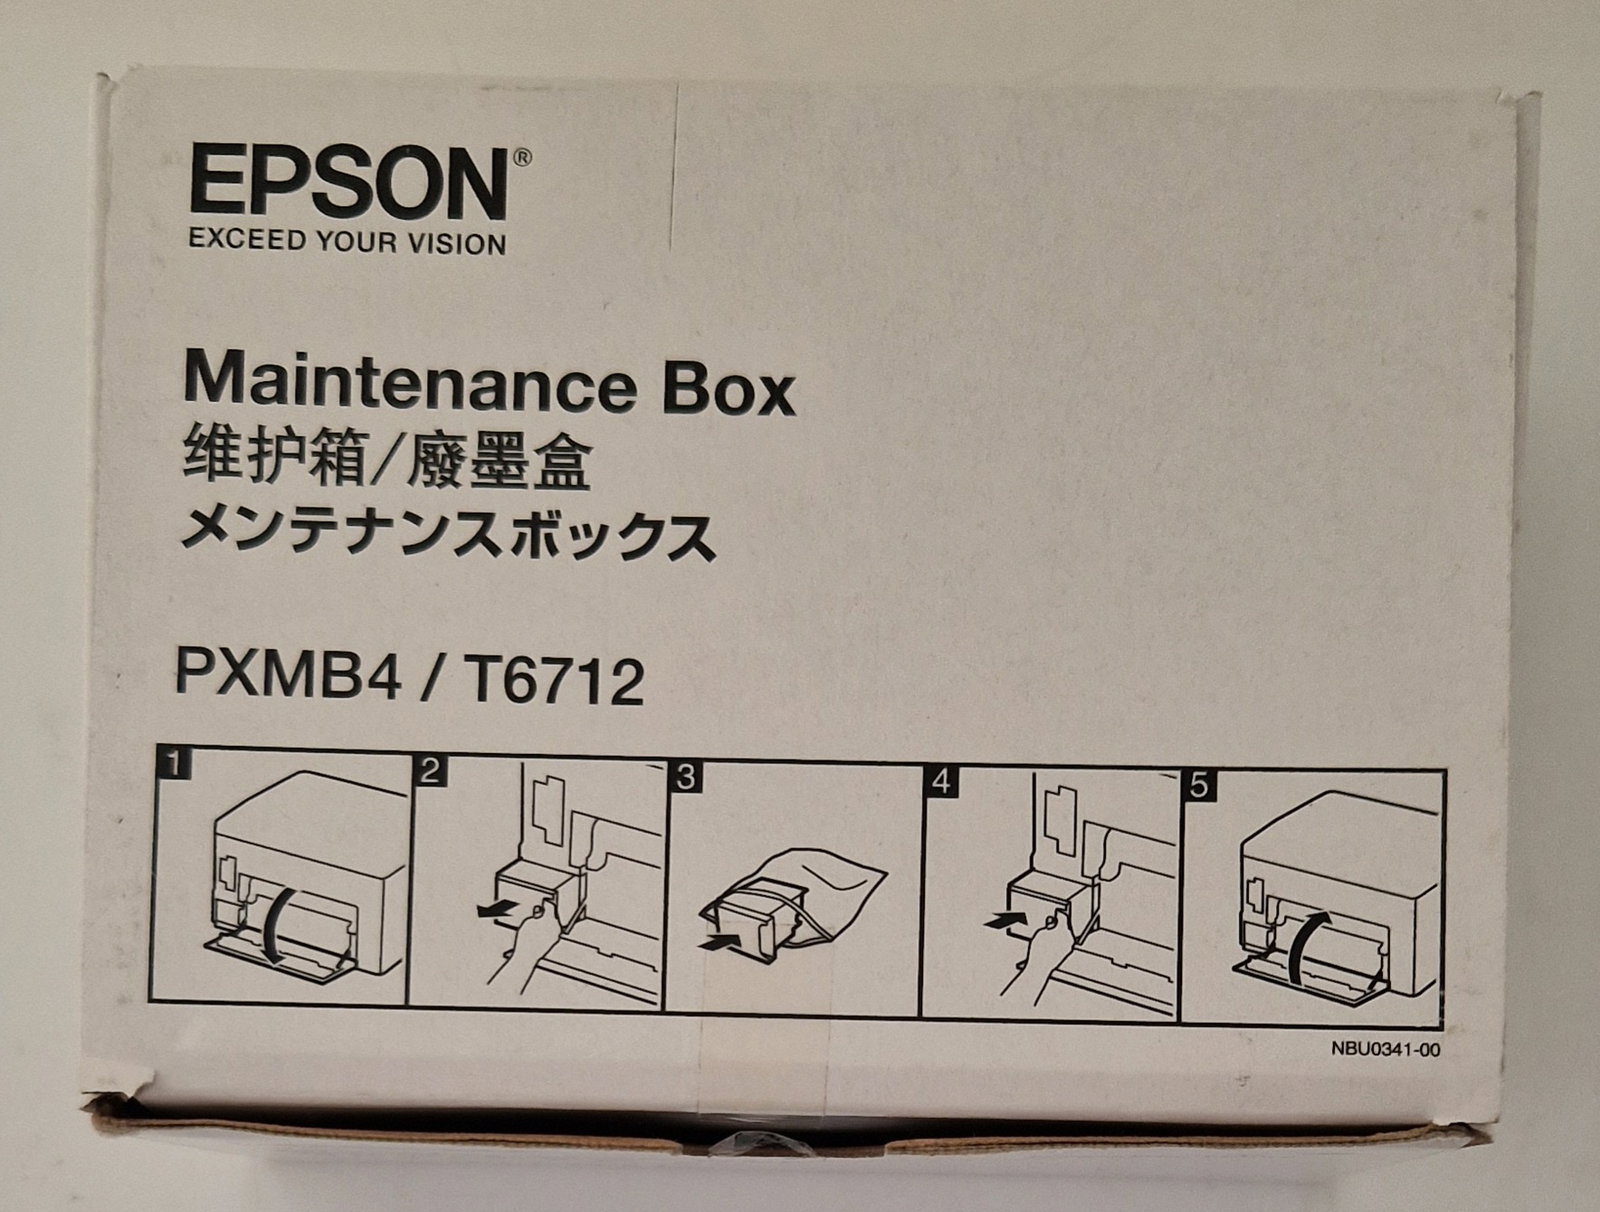 EPSON®
EXCEED YOUR VISION
Maintenance Box
维护箱/廢墨盒
メンテナンスボックス
PXMB4 / T6712
1 2 3 4 5
NBU0341-00